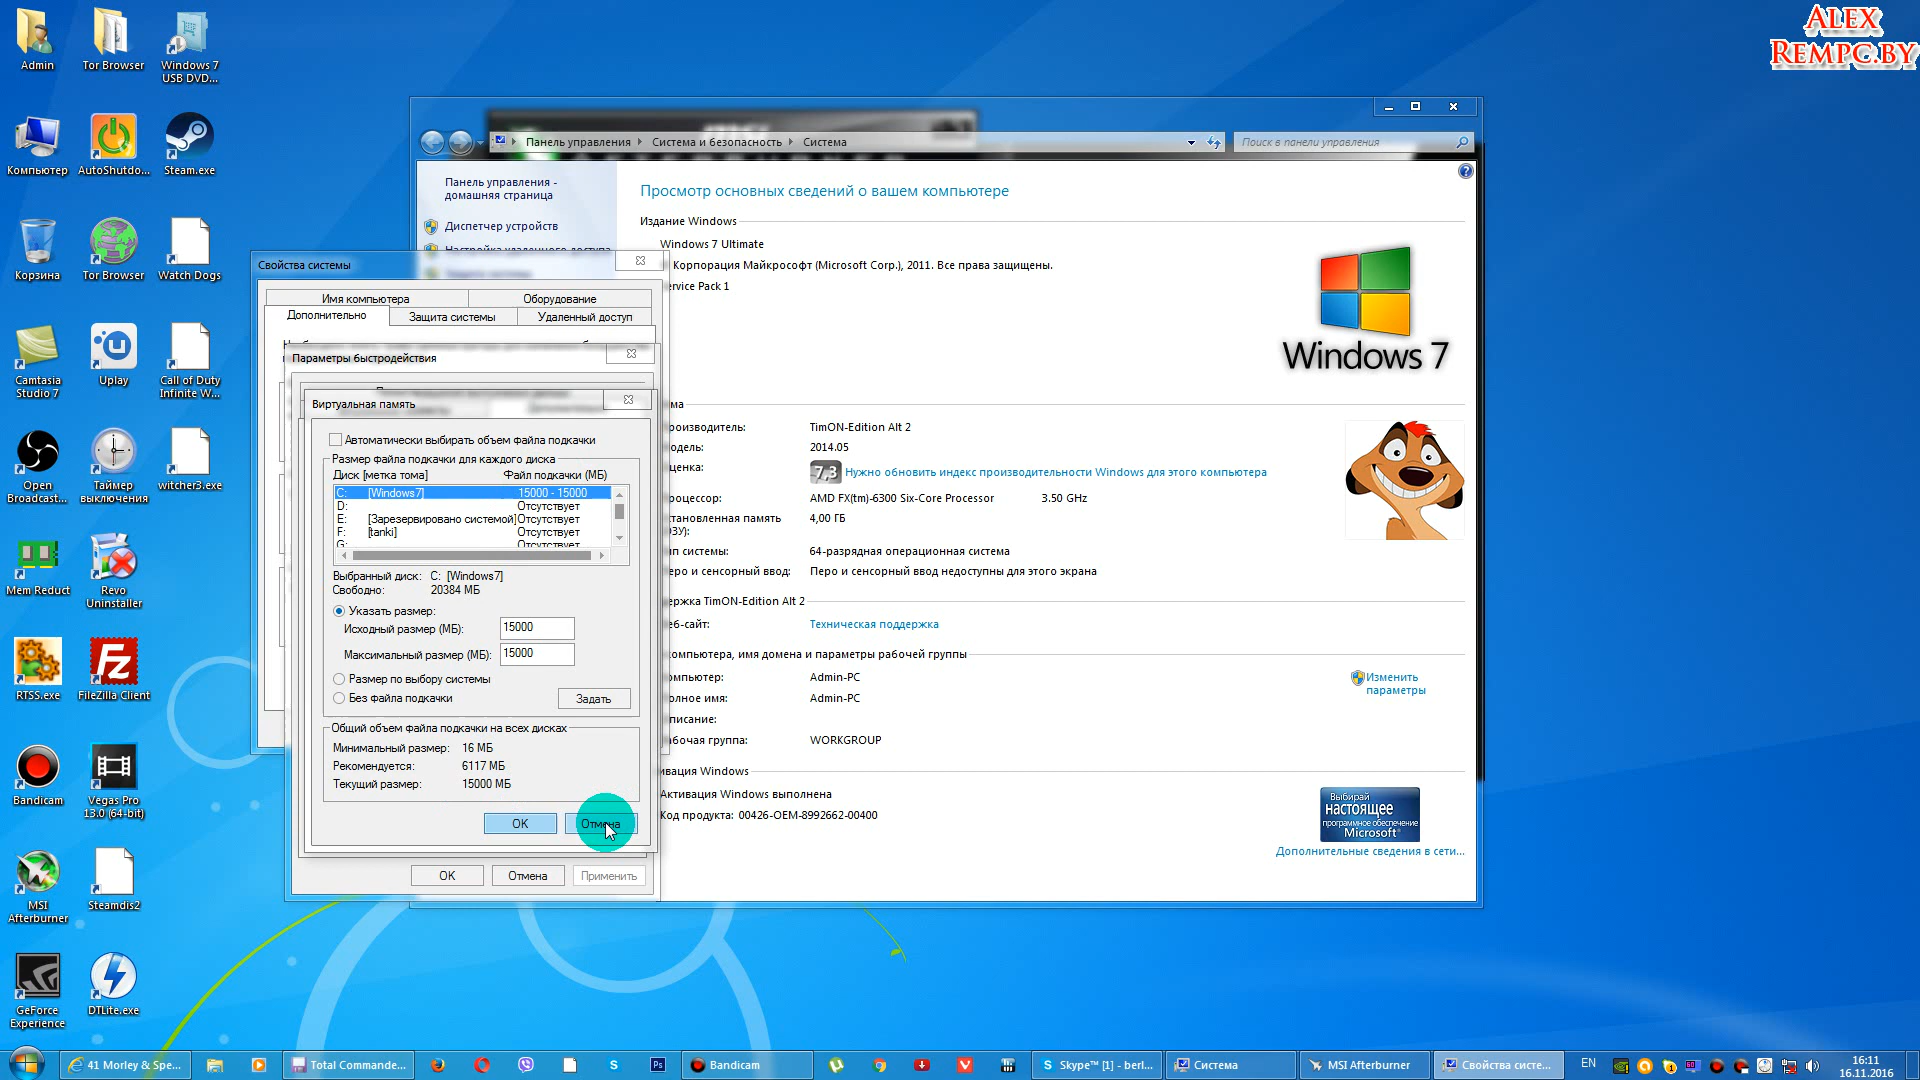 Alex
Rempc.by
Admin
Tor Browser
Windows 7
USB DVD...
Компьютер
AutoShutdo...
Steam.exe
Корзина
Tor Browser
Watch Dogs
Camtasia
Studio 7
Uplay
Call of Duty
Infinite W...
Open
Broadcast...
Таймер
выключения
witcher3.exe
Mem Reduct
Revo
Uninstaller
RTSS.exe
FileZilla Client
Bandicam
Vegas Pro
13.0 (64-bit)
MSI
Afterburner
Steamdis2
GeForce
Experience
DTLite.exe
Панель управления
Система и безопасность
Система
Поиск в панели управления
Панель управления -
домашняя страница
Диспетчер устройств
Настройка удаленного доступа
Просмотр основных сведений о вашем компьютере
Издание Windows
Windows 7 Ultimate
Корпорация Майкрософт (Microsoft Corp.), 2011. Все права защищены.
ervice Pack 1
Windows 7
ма
роизводитель:
TimON-Edition Alt 2
одель:
2014.05
ценка:
7,3
Нужно обновить индекс производительности Windows для этого компьютера
роцессор:
AMD FX(tm)-6300 Six-Core Processor 3.50 GHz
становленная память
ОЗУ):
4,00 ГБ
ип системы:
64-разрядная операционная система
еро и сенсорный ввод:
Перо и сенсорный ввод недоступны для этого экрана
ержка TimON-Edition Alt 2
еб-сайт:
Техническая поддержка
омпьютера, имя домена и параметры рабочей группы
омпьютер:
Admin-PC
олное имя:
Admin-PC
писание:
бочая группа:
WORKGROUP
Изменить
параметры
ивация Windows
Активация Windows выполнена
Код продукта: 00426-OEM-8992662-00400
Выбирай
настоящее
программное обеспечение
Microsoft®
Дополнительные сведения в сети...
Свойства системы
Имя компьютера
Оборудование
Дополнительно
Защита системы
Удаленный доступ
Параметры быстродействия
Виртуальная память
Автоматически выбирать объем файла подкачки
Размер файла подкачки для каждого диска
Диск [метка тома]
Файл подкачки (МБ)
C: [Windows7] 15000 - 15000
D: Отсутствует
E: [Зарезервировано системой] Отсутствует
F: [tanki] Отсутствует
G: Отсутствует
Выбранный диск: C: [Windows7]
Свободно: 20384 МБ
Указать размер:
Исходный размер (МБ): 15000
Максимальный размер (МБ): 15000
Размер по выбору системы
Без файла подкачки
Задать
Общий объем файла подкачки на всех дисках
Минимальный размер: 16 МБ
Рекомендуется: 6117 МБ
Текущий размер: 15000 МБ
OK
Отмена
OK
Отмена
Применить
41 Morley & Spe...
Total Commande...
Bandicam
Skype™ [1] - berl...
Система
MSI Afterburner
Свойства систе...
EN
16:11
16.11.2016